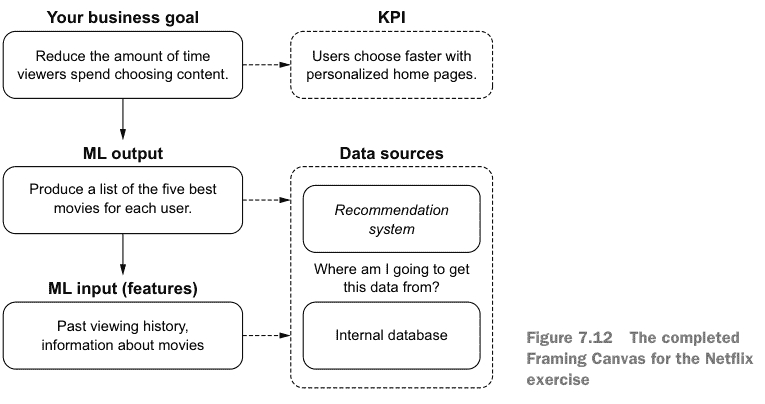 Your business goal
KPI
Reduce the amount of time
viewers spend choosing content.
Users choose faster with
personalized home pages.
ML output
Data sources
Produce a list of the five best
movies for each user.
Recommendation
system
Where am I going to get
this data from?
ML input (features)
Past viewing history,
information about movies
Internal database
Figure 7.12 The completed
Framing Canvas for the Netflix
exercise